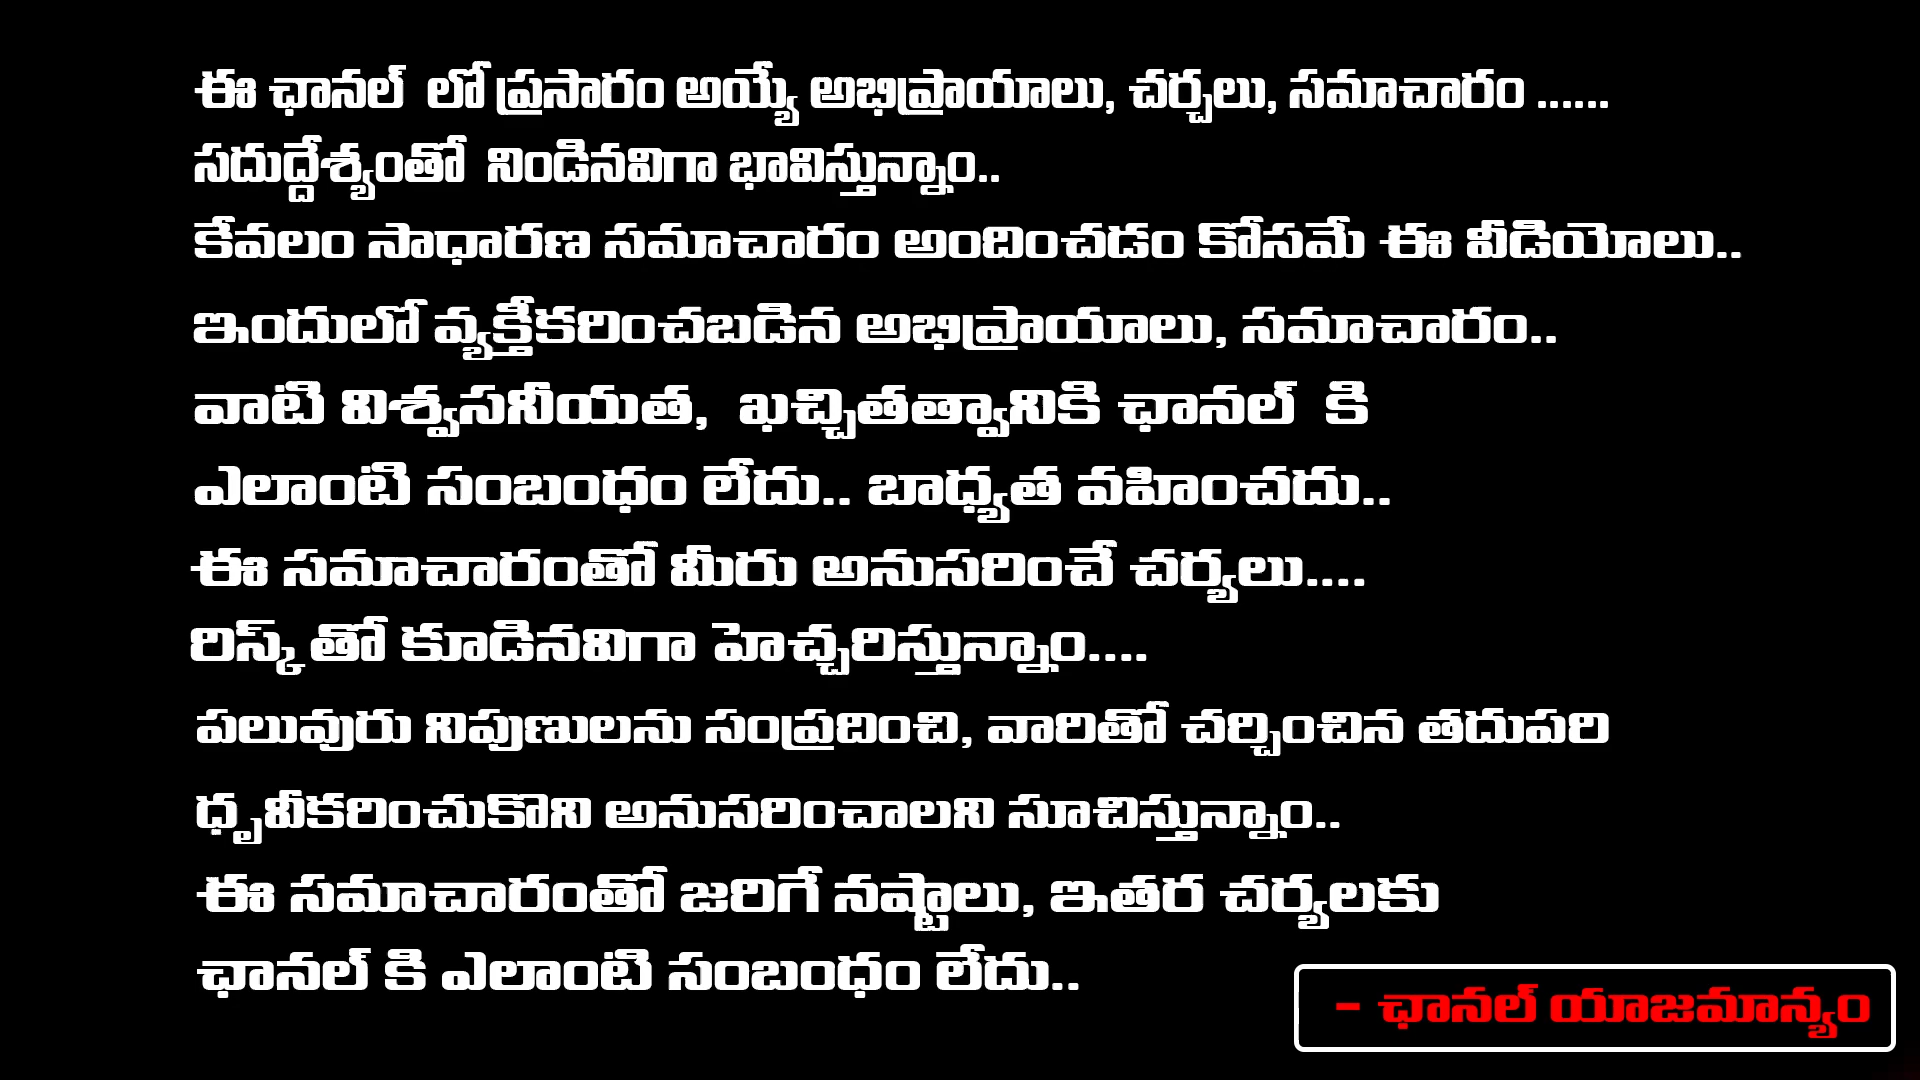 ఈ ఛానల్ లో ప్రసారం అయ్యే అభిప్రాయాలు, చర్చలు, సమాచారం ......
సదుద్దేశ్యంతో నిండినవిగా భావిస్తున్నాం..
కేవలం సాధారణ సమాచారం అందించడం కోసమే ఈ వీడియోలు..
ఇందులో వ్యక్తీకరించబడిన అభిప్రాయాలు, సమాచారం..
వాటి విశ్వసనీయత, ఖచ్చితత్వానికి ఛానల్ కి
ఎలాంటి సంబంధం లేదు.. బాధ్యత వహించదు..
ఈ సమాచారంతో మీరు అనుసరించే చర్యలు....
రిస్క్ తో కూడినవిగా హెచ్చరిస్తున్నాం....
పలువురు నిపుణులను సంప్రదించి, వారితో చర్చించిన తదుపరి
ధృవీకరించుకొని అనుసరించాలని సూచిస్తున్నాం..
ఈ సమాచారంతో జరిగే నష్టాలు, ఇతర చర్యలకు
ఛానల్ కి ఎలాంటి సంబంధం లేదు..
- ఛానల్ యాజమాన్యం